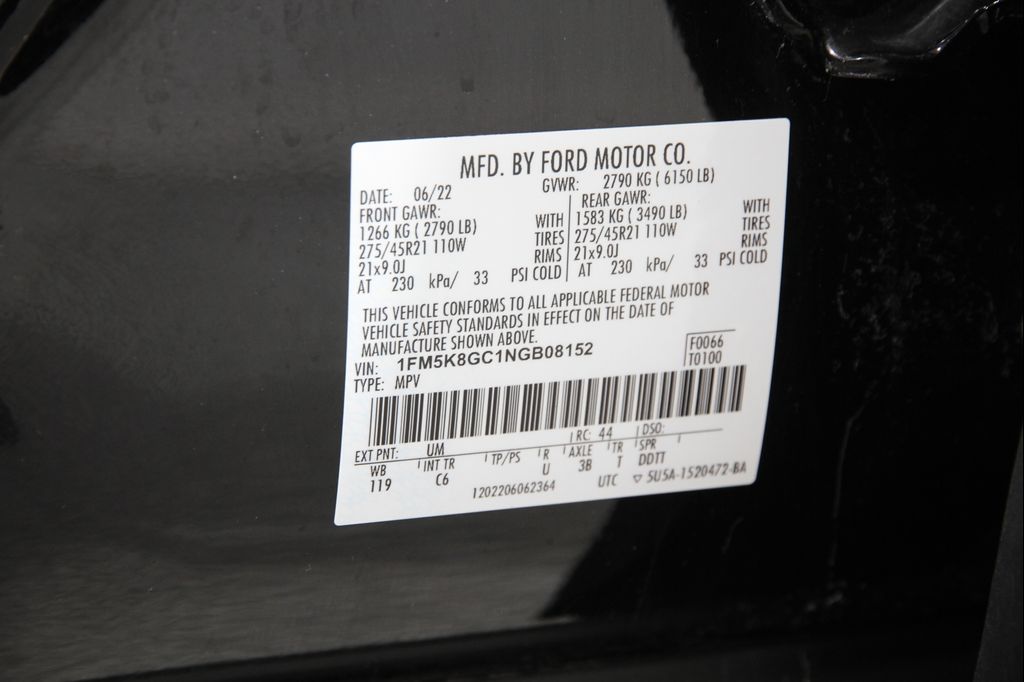 MFD. BY FORD MOTOR CO.
DATE: 06/22 GVWR: 2790 KG ( 6150 LB)
FRONT GAWR: REAR GAWR:
1266 KG ( 2790 LB) WITH 1583 KG ( 3490 LB) WITH
275/45R21 110W TIRES 275/45R21 110W TIRES
21x9.0J RIMS 21x9.0J RIMS
AT 230 kPa/ 33 PSI COLD AT 230 kPa/ 33 PSI COLD
THIS VEHICLE CONFORMS TO ALL APPLICABLE FEDERAL MOTOR
VEHICLE SAFETY STANDARDS IN EFFECT ON THE DATE OF
MANUFACTURE SHOWN ABOVE.
VIN: 1FM5K8GC1NGB08152 F0066
TYPE: MPV T0100
EXT PNT: UM RC: 44 DSO:
WB INT TR TP/PS R AXLE TR SPR
119 C6 U 3B T DDTT
1202206062364 UTC ▽ 5U5A-1520472-BA